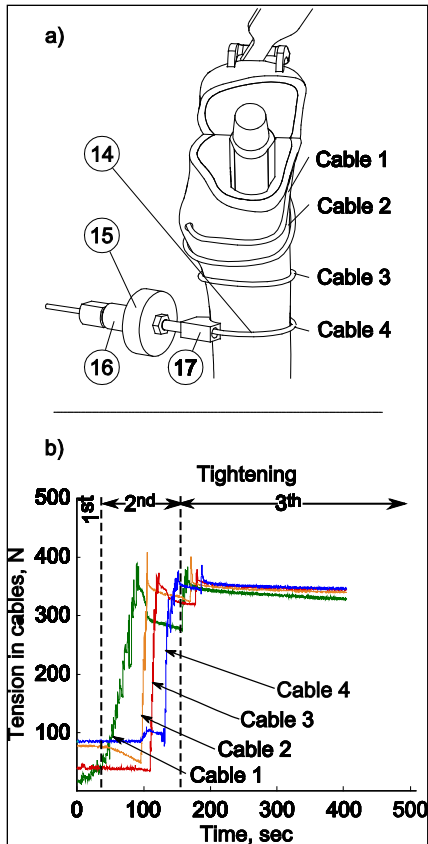 a)
14
Cable 1
Cable 2
15
Cable 3
Cable 4
16
17
b)
Tightening
1st
2nd
3th
Tension in cables, N
500
400
300
200
100
0
Cable 4
Cable 3
Cable 2
Cable 1
0 100 200 300 400 500
Time, sec